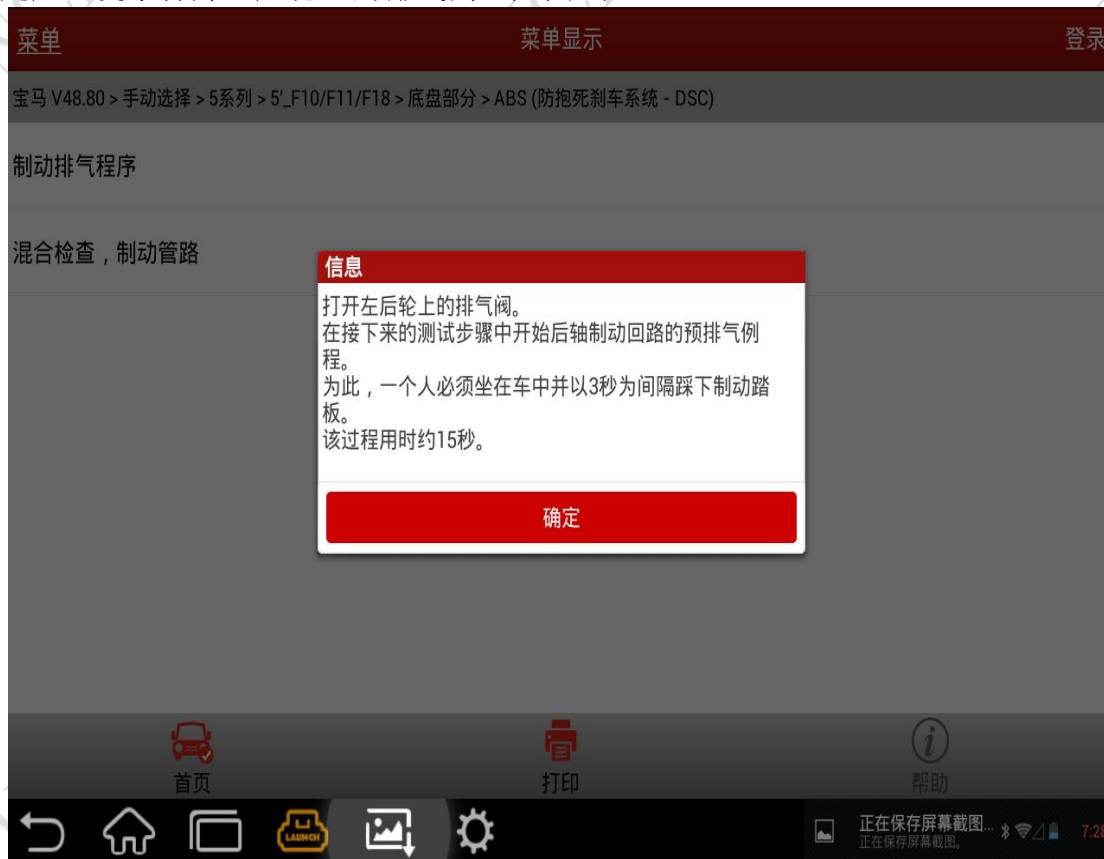 菜单
菜单显示
登录
宝马 V48.80 > 手动选择 > 5系列 > 5'_F10/F11/F18 > 底盘部分 > ABS (防抱死刹车系统 - DSC)
制动排气程序
混合检查，制动管路
信息
打开左后轮上的排气阀。
在接下来的测试步骤中开始后轴制动回路的预排气例
程。
为此，一个人必须坐在车中并以3秒为间隔踩下制动踏
板。
该过程用时约15秒。
确定
首页
打印
帮助
LAUNCH
正在保存屏幕截图...
正在保存屏幕截图。
7:28